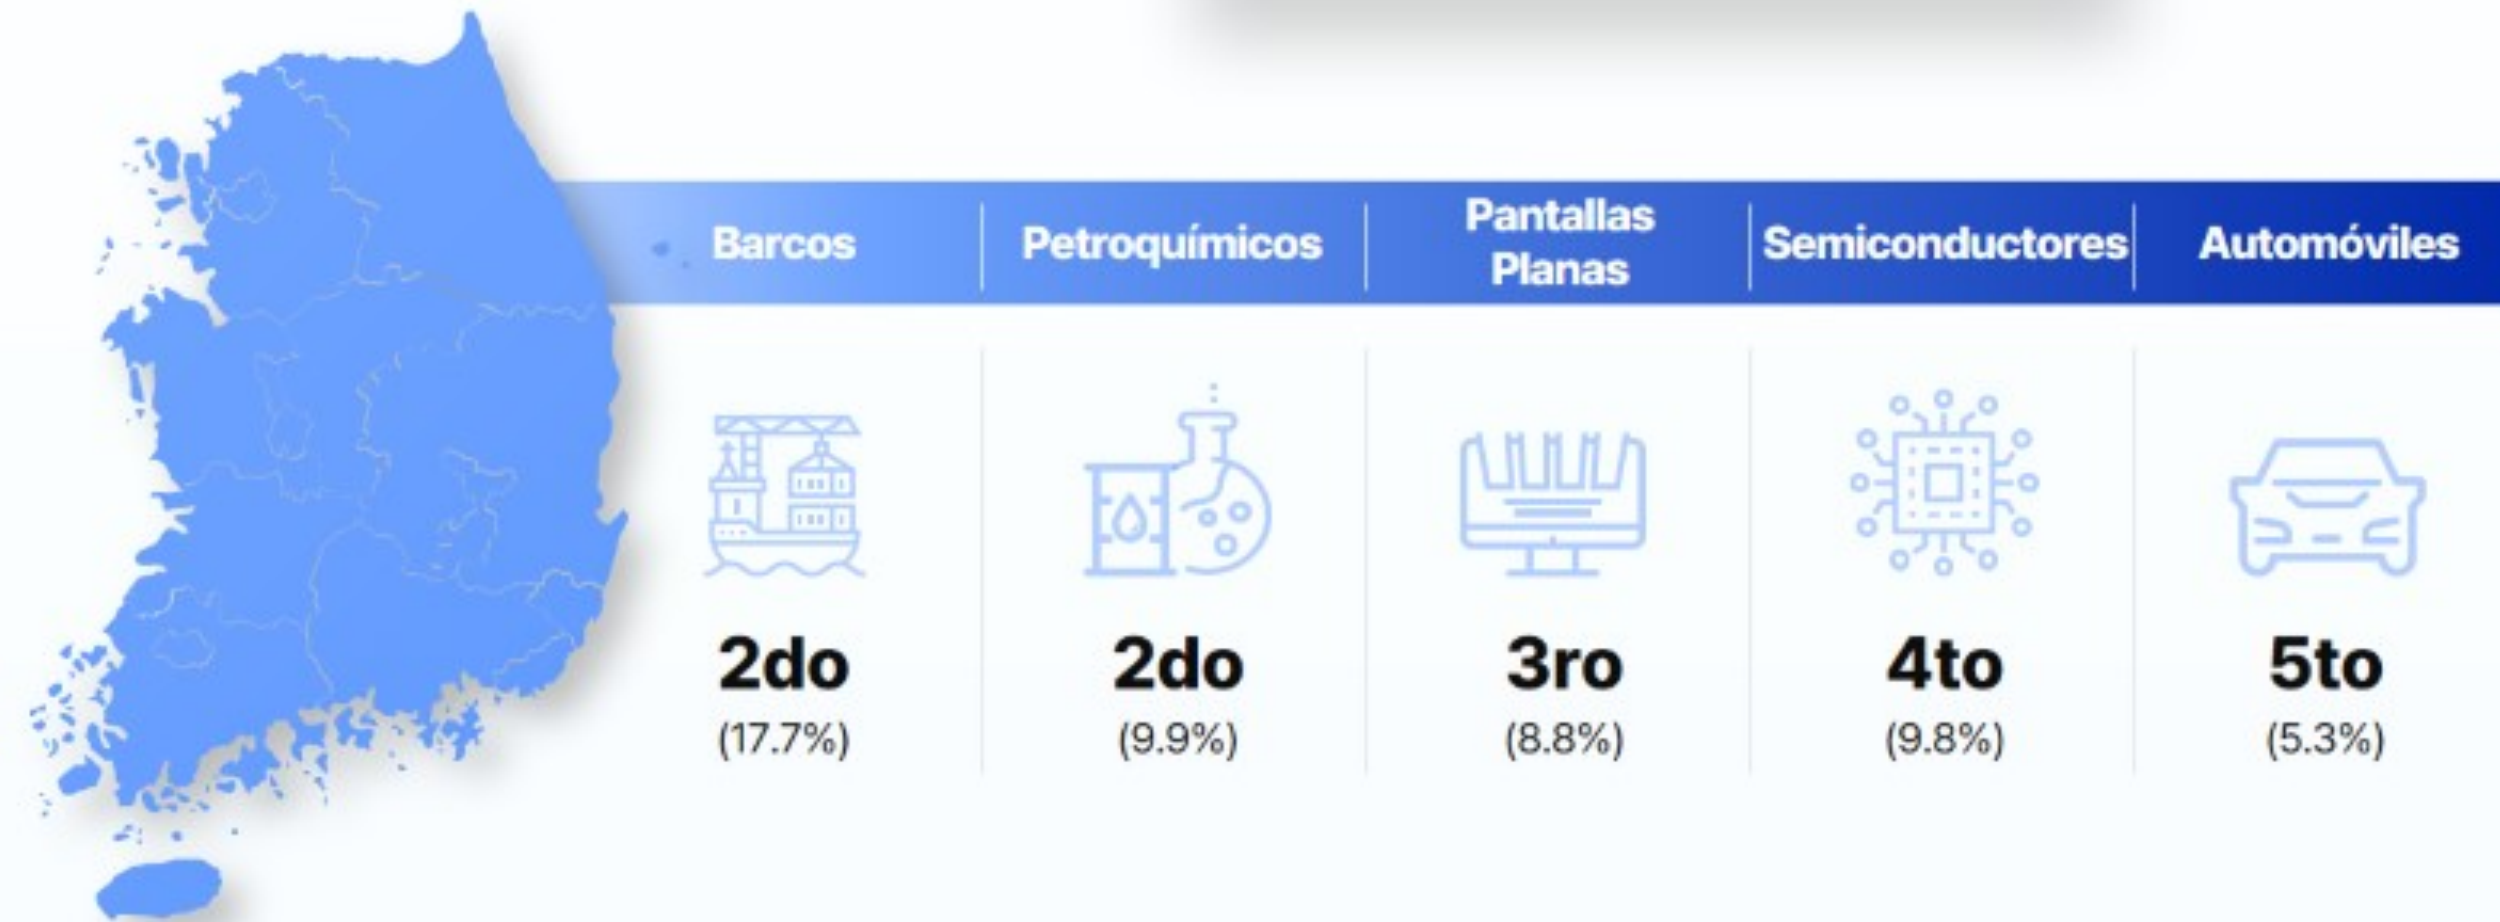 Barcos
Petroquímicos
Pantallas
Planas
Semiconductores
Automóviles
2do
(17.7%)
2do
(9.9%)
3ro
(8.8%)
4to
(9.8%)
5to
(5.3%)